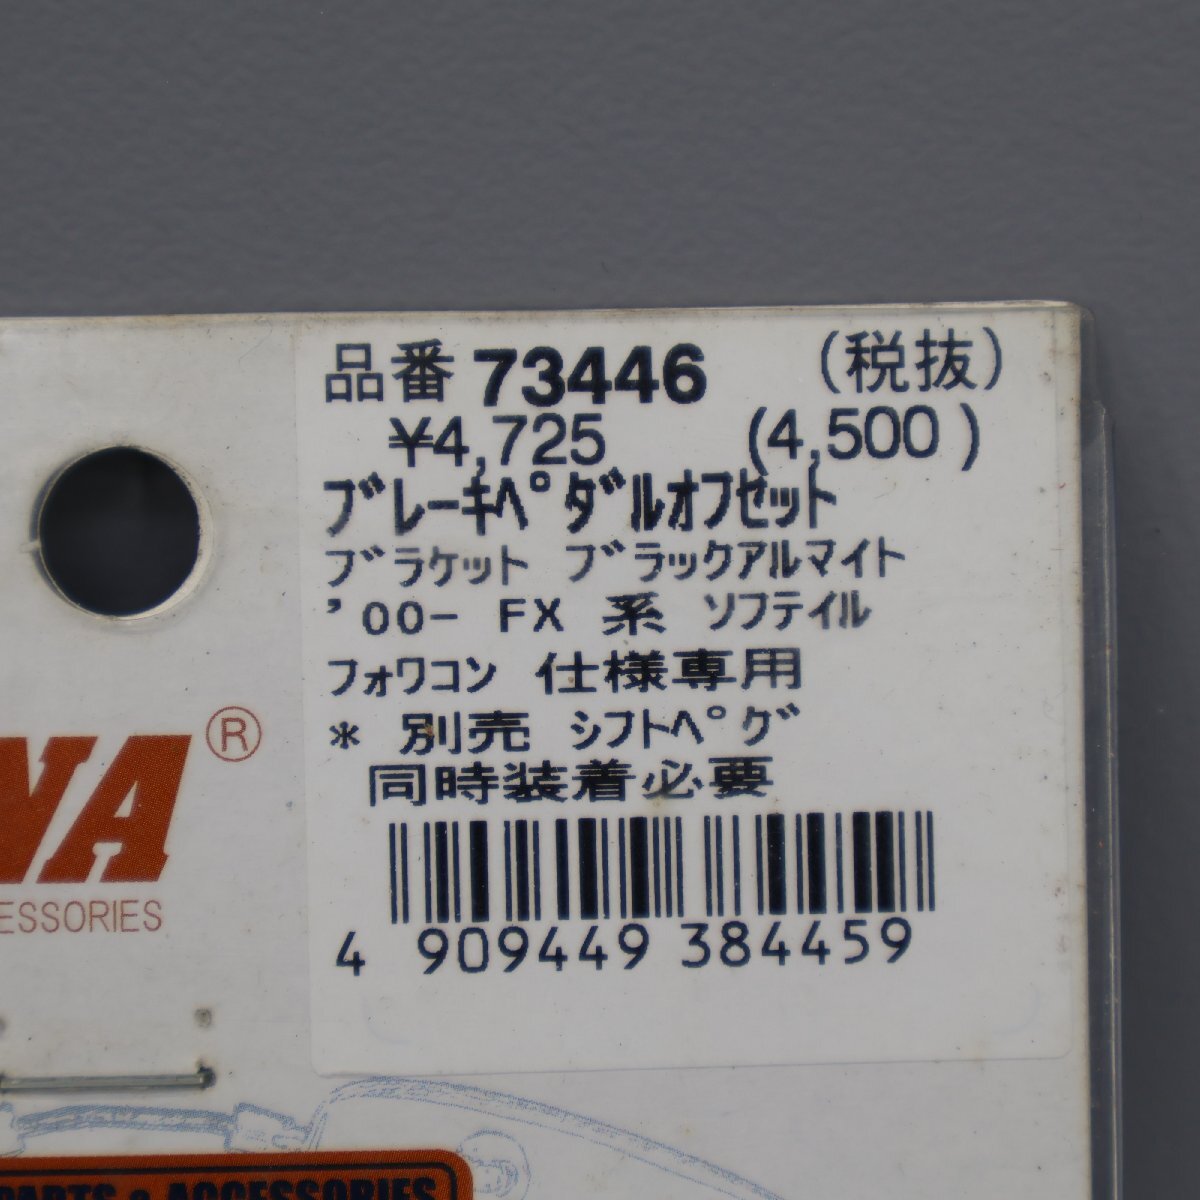 品番 73446 (税抜)
¥4,725 (4,500 )
ﾌﾞﾚｰｷﾍﾟﾀﾞﾙｵﾌｾｯﾄ
ﾌﾞﾗｹｯﾄ ﾌﾞﾗｯｸｱﾙﾏｲﾄ
'00- FX 系 ｿﾌﾃｲﾙ
ﾌｫﾜｺﾝ 仕様専用
* 別売 ｼﾌﾄﾍﾟｸﾞ
同時装着必要
4 909449 384459
NA®
ESSORIES
PARTS & ACCESSORIES